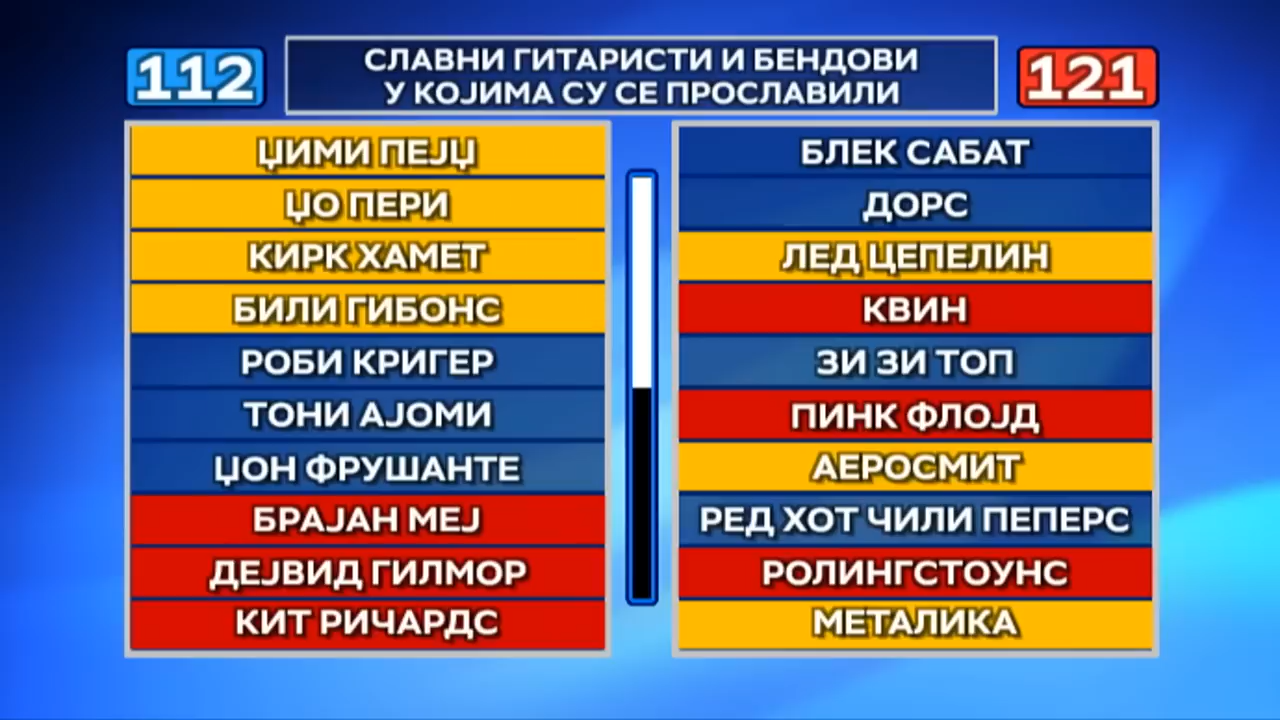 112
СЛАВНИ ГИТАРИСТИ И БЕНДОВИ
У КОЈИМА СУ СЕ ПРОСЛАВИЛИ
121
ЏИМИ ПЕЈЏ
БЛЕК САБАТ
ЏО ПЕРИ
ДОРС
КИРК ХАМЕТ
ЛЕД ЦЕПЕЛИН
БИЛИ ГИБОНС
КВИН
РОБИ КРИГЕР
ЗИ ЗИ ТОП
ТОНИ АЈОМИ
ПИНК ФЛОЈД
ЏОН ФРУШАНТЕ
АЕРОСМИТ
БРАЈАН МЕЈ
РЕД ХОТ ЧИЛИ ПЕПЕРС
ДЕЈВИД ГИЛМОР
РОЛИНГСТОУНС
КИТ РИЧАРДС
МЕТАЛИКА